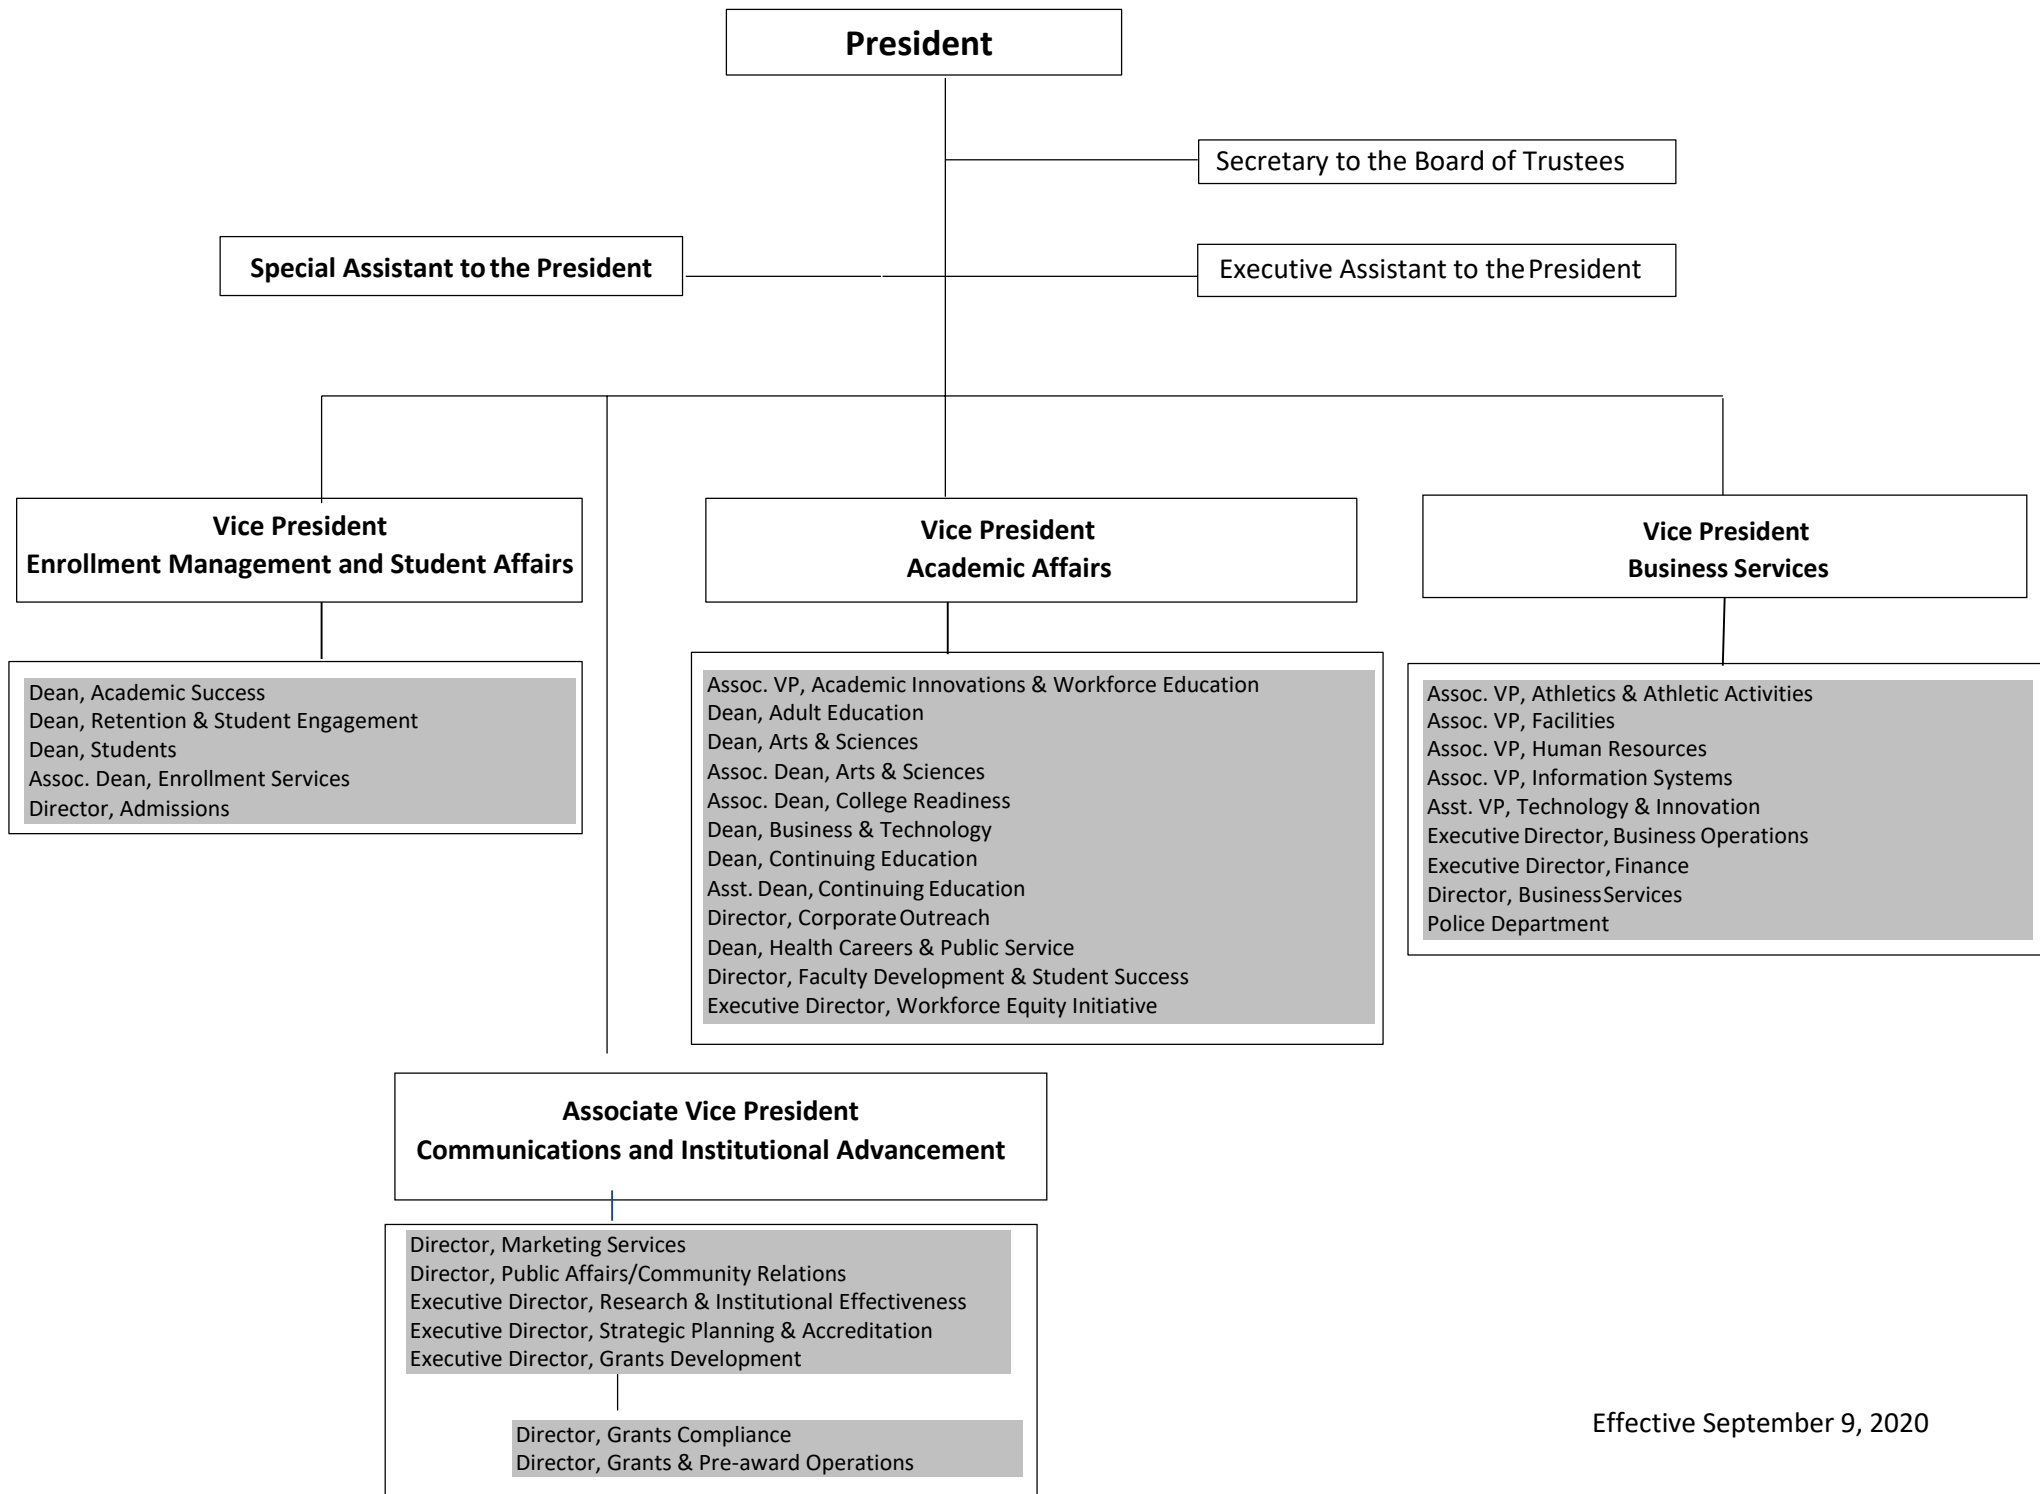 President
Secretary to the Board of Trustees
Special Assistant to the President
Executive Assistant to the President
Vice President
Enrollment Management and Student Affairs
Dean, Academic Success
Dean, Retention & Student Engagement
Dean, Students
Assoc. Dean, Enrollment Services
Director, Admissions
Vice President
Academic Affairs
Assoc. VP, Academic Innovations & Workforce Education
Dean, Adult Education
Dean, Arts & Sciences
Assoc. Dean, Arts & Sciences
Assoc. Dean, College Readiness
Dean, Business & Technology
Dean, Continuing Education
Asst. Dean, Continuing Education
Director, Corporate Outreach
Dean, Health Careers & Public Service
Director, Faculty Development & Student Success
Executive Director, Workforce Equity Initiative
Vice President
Business Services
Assoc. VP, Athletics & Athletic Activities
Assoc. VP, Facilities
Assoc. VP, Human Resources
Assoc. VP, Information Systems
Asst. VP, Technology & Innovation
Executive Director, Business Operations
Executive Director, Finance
Director, Business Services
Police Department
Associate Vice President
Communications and Institutional Advancement
Director, Marketing Services
Director, Public Affairs/Community Relations
Executive Director, Research & Institutional Effectiveness
Executive Director, Strategic Planning & Accreditation
Executive Director, Grants Development
Director, Grants Compliance
Director, Grants & Pre-award Operations
Effective September 9, 2020